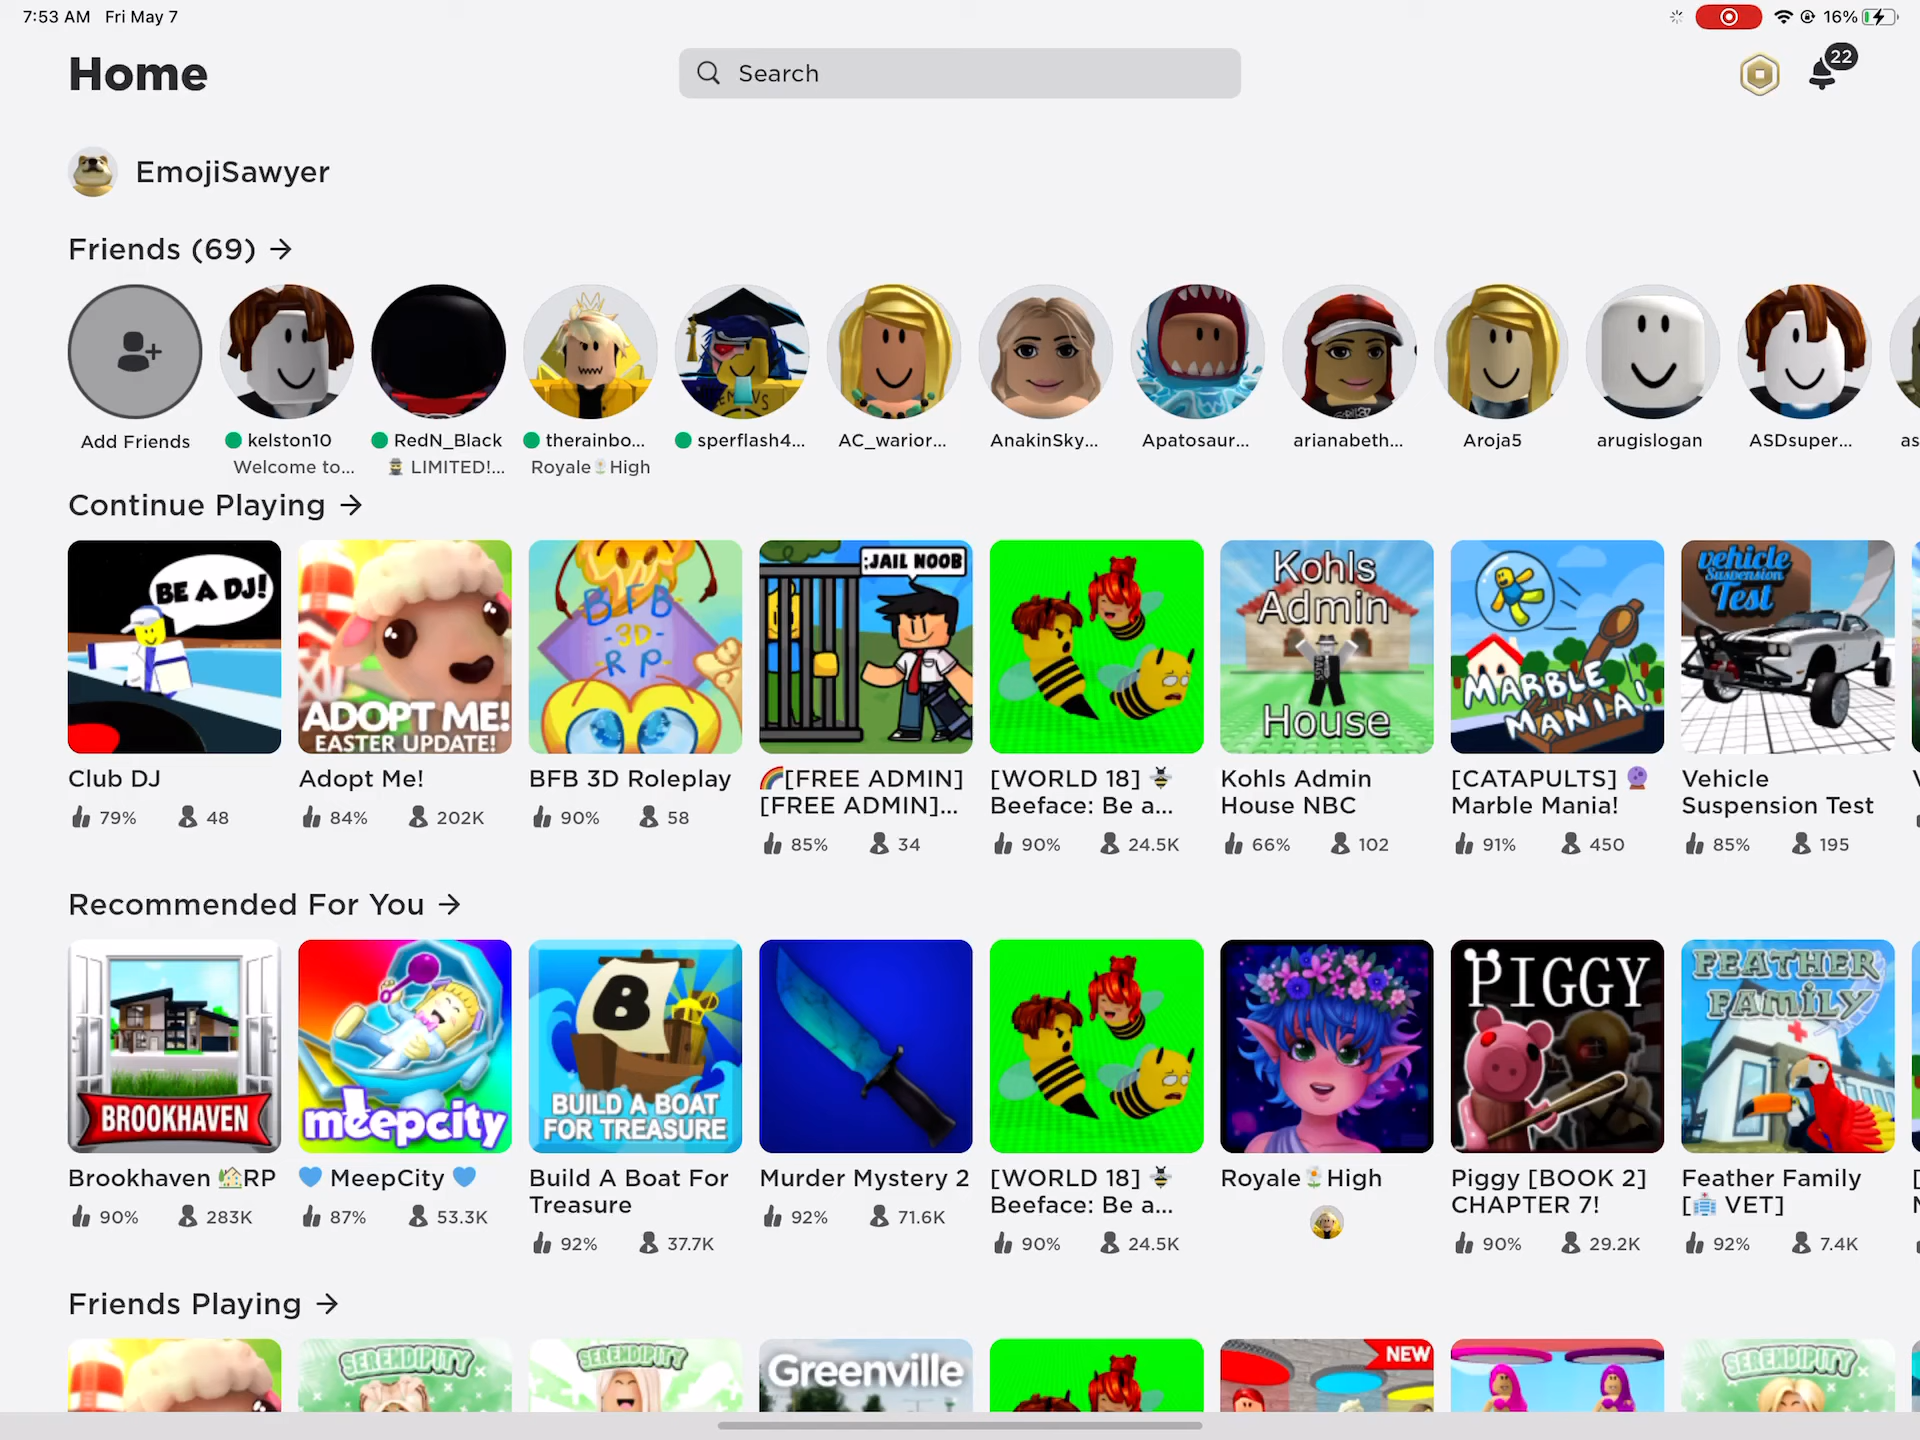 7:53 AM Fri May 7
16%
Home
Search
22
EmojiSawyer
Friends (69)
Add Friends
kelston10
Welcome to...
RedN_Black
LIMITED!...
therainbo...
Royale🌼High
sperflash4...
AC_warior...
AnakinSky...
Apatosaur...
arianabeth...
Aroja5
arugislogan
ASDsuper...
as
Continue Playing
BE A DJ!
ADOPT ME!
EASTER UPDATE!
BFB
-3D-
RP
:JAIL NOOB
Kohls
Admin
House
MARBLE
MANIA!
vehicle
Suspension
Test
Club DJ
79% 48
Adopt Me!
84% 202K
BFB 3D Roleplay
90% 58
🌈[FREE ADMIN]
[FREE ADMIN]...
85% 34
[WORLD 18] 🐝
Beeface: Be a...
90% 24.5K
Kohls Admin
House NBC
66% 102
[CATAPULTS] 🔮
Marble Mania!
91% 450
Vehicle
Suspension Test
85% 195
Recommended For You
BROOKHAVEN
meepcity
B
BUILD A BOAT
FOR TREASURE
PIGGY
FEATHER
FAMILY
Brookhaven 🏡RP
90% 283K
💙 MeepCity 💙
87% 53.3K
Build A Boat For
Treasure
92% 37.7K
Murder Mystery 2
92% 71.6K
[WORLD 18] 🐝
Beeface: Be a...
90% 24.5K
Royale🌼High
Piggy [BOOK 2]
CHAPTER 7!
90% 29.2K
Feather Family
[🏥 VET]
92% 7.4K
Friends Playing
SERENDIPITY
SERENDIPITY
Greenville
NEW
SERENDIPITY